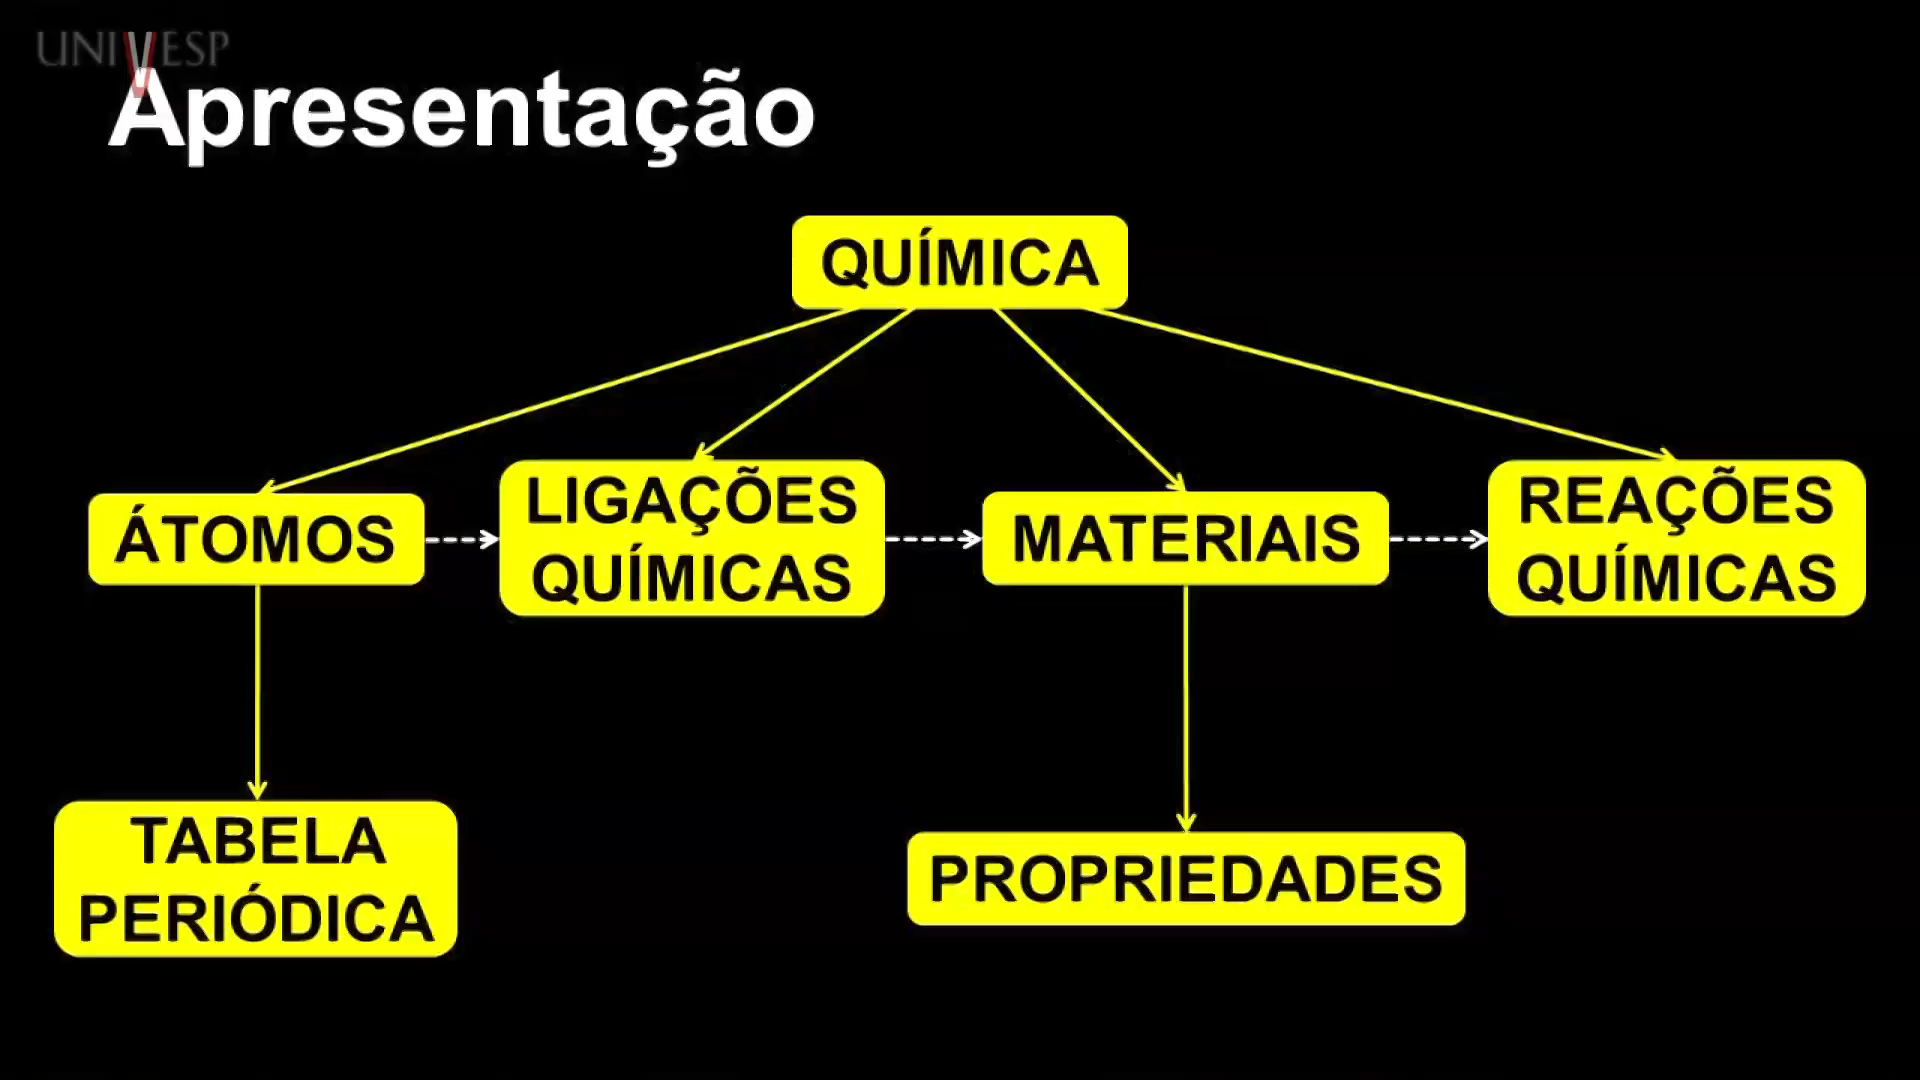 UNIVESP
Apresentação
QUÍMICA
ÁTOMOS
LIGAÇÕES
QUÍMICAS
MATERIAIS
REAÇÕES
QUÍMICAS
TABELA
PERIÓDICA
PROPRIEDADES